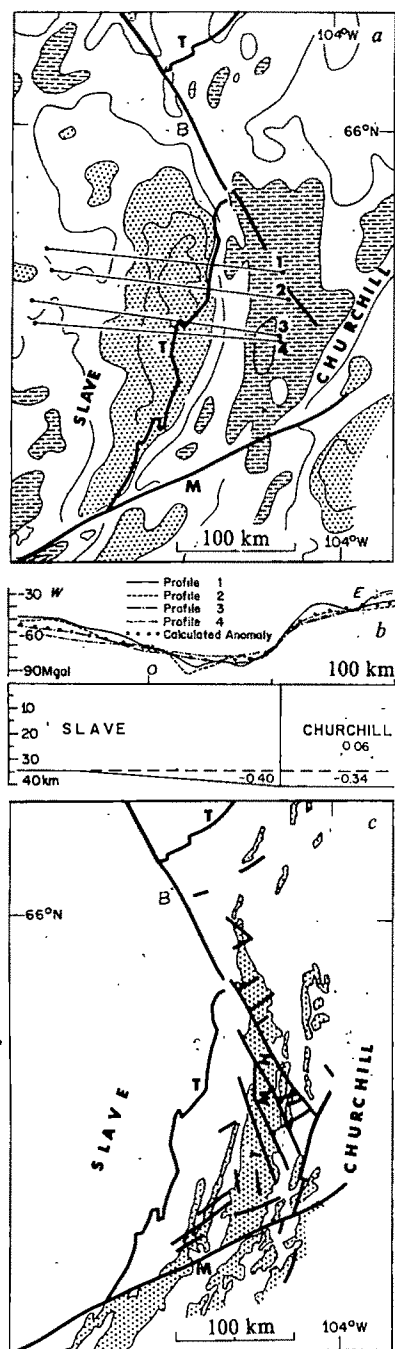 104°W
a
T
B
66°N
1
2
3
4
T
SLAVE
CHURCHILL
M
100 km
104°W
-30
-60
-90Mgal
W
E
Profile 1
Profile 2
Profile 3
Profile 4
Calculated Anomaly
b
0
100 km
10
20
30
40km
SLAVE
CHURCHILL
0.06
-0.40
-0.34
c
T
B
66°N
T
SLAVE
CHURCHILL
M
100 km
104°W